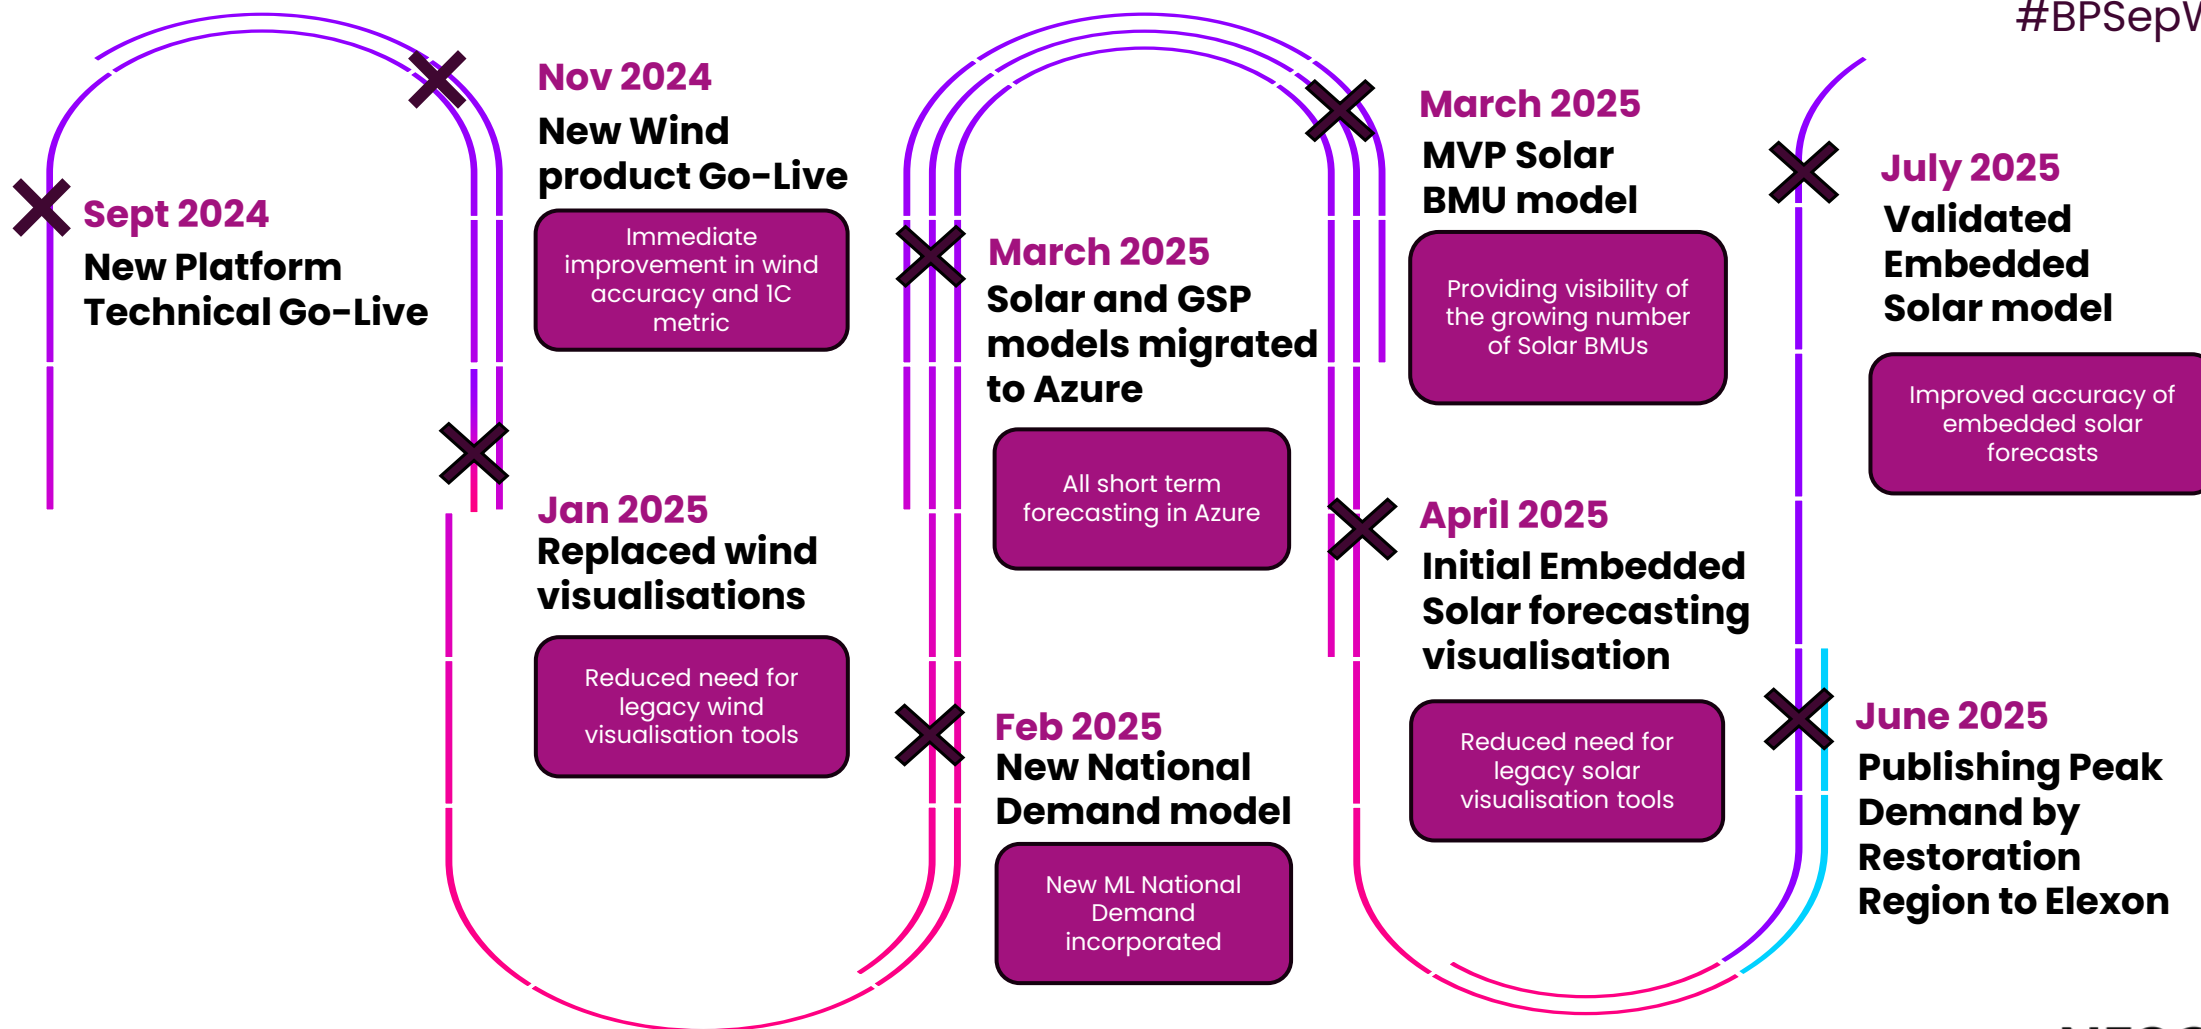 #BPSepW
Sept 2024
New Platform
Technical Go-Live
Nov 2024
New Wind
product Go-Live
Immediate
improvement in wind
accuracy and 1C
metric
Jan 2025
Replaced wind
visualisations
Reduced need for
legacy wind
visualisation tools
Feb 2025
New National
Demand model
New ML National
Demand
incorporated
March 2025
Solar and GSP
models migrated
to Azure
All short term
forecasting in Azure
March 2025
MVP Solar
BMU model
Providing visibility of
the growing number
of Solar BMUs
April 2025
Initial Embedded
Solar forecasting
visualisation
Reduced need for
legacy solar
visualisation tools
June 2025
Publishing Peak
Demand by
Restoration
Region to Elexon
July 2025
Validated
Embedded
Solar model
Improved accuracy of
embedded solar
forecasts